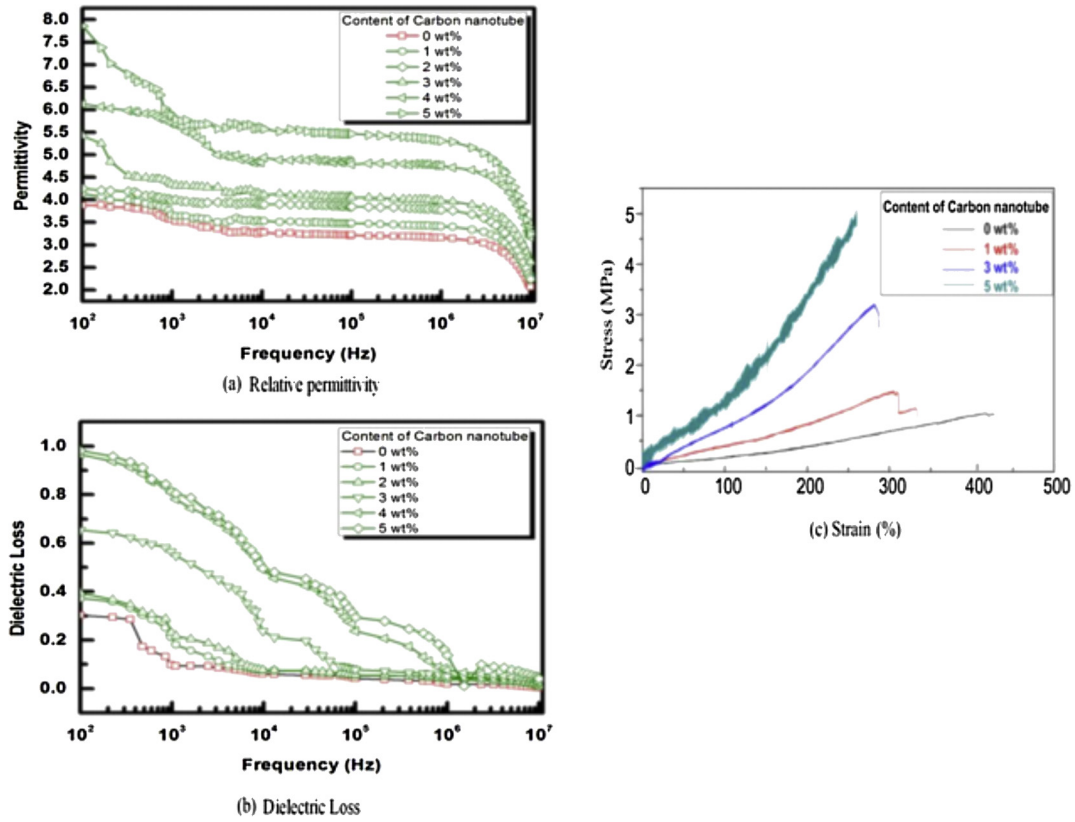 8.0
7.5
7.0
6.5
6.0
5.5
5.0
4.5
4.0
3.5
3.0
2.5
2.0
Permittivity
Content of Carbon nanotube
0 wt%
1 wt%
2 wt%
3 wt%
4 wt%
5 wt%
10² 10³ 10⁴ 10⁵ 10⁶ 10⁷
Frequency (Hz)
(a) Relative permittivity
1.0
0.8
0.6
0.4
0.2
0.0
Dielectric Loss
Content of Carbon nanotube
0 wt%
1 wt%
2 wt%
3 wt%
4 wt%
5 wt%
10² 10³ 10⁴ 10⁵ 10⁶ 10⁷
Frequency (Hz)
(b) Dielectric Loss
5
4
3
2
1
0
Stress (MPa)
Content of Carbon nanotube
0 wt%
1 wt%
3 wt%
5 wt%
0 100 200 300 400 500
(c) Strain (%)